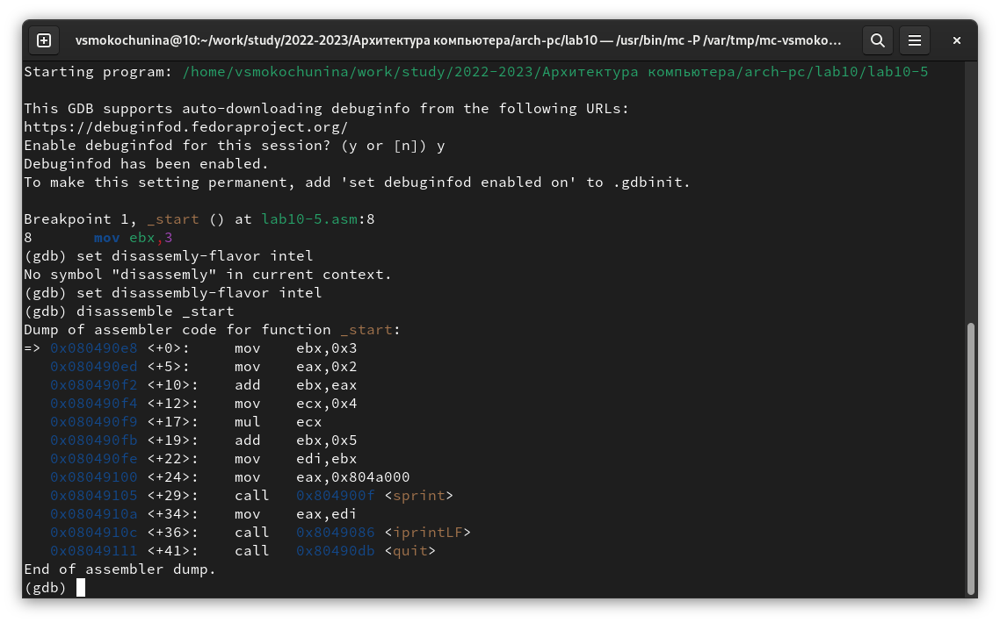 vsmokochunina@10:~/work/study/2022-2023/Архитектура компьютера/arch-pc/lab10 — /usr/bin/mc -P /var/tmp/mc-vsmoko…
Starting program: /home/vsmokochunina/work/study/2022-2023/Архитектура компьютера/arch-pc/lab10/lab10-5
This GDB supports auto-downloading debuginfo from the following URLs:
https://debuginfod.fedoraproject.org/
Enable debuginfod for this session? (y or [n]) y
Debuginfod has been enabled.
To make this setting permanent, add 'set debuginfod enabled on' to .gdbinit.
Breakpoint 1, _start () at lab10-5.asm:8
8       mov ebx,3
(gdb) set disassemly-flavor intel
No symbol "disassemly" in current context.
(gdb) set disassembly-flavor intel
(gdb) disassemble _start
Dump of assembler code for function _start:
=> 0x080490e8 <+0>:     mov    ebx,0x3
   0x080490ed <+5>:     mov    eax,0x2
   0x080490f2 <+10>:    add    ebx,eax
   0x080490f4 <+12>:    mov    ecx,0x4
   0x080490f9 <+17>:    mul    ecx
   0x080490fb <+19>:    add    ebx,0x5
   0x080490fe <+22>:    mov    edi,ebx
   0x08049100 <+24>:    mov    eax,0x804a000
   0x08049105 <+29>:    call   0x804900f <sprint>
   0x0804910a <+34>:    mov    eax,edi
   0x0804910c <+36>:    call   0x8049086 <iprintLF>
   0x08049111 <+41>:    call   0x80490db <quit>
End of assembler dump.
(gdb)